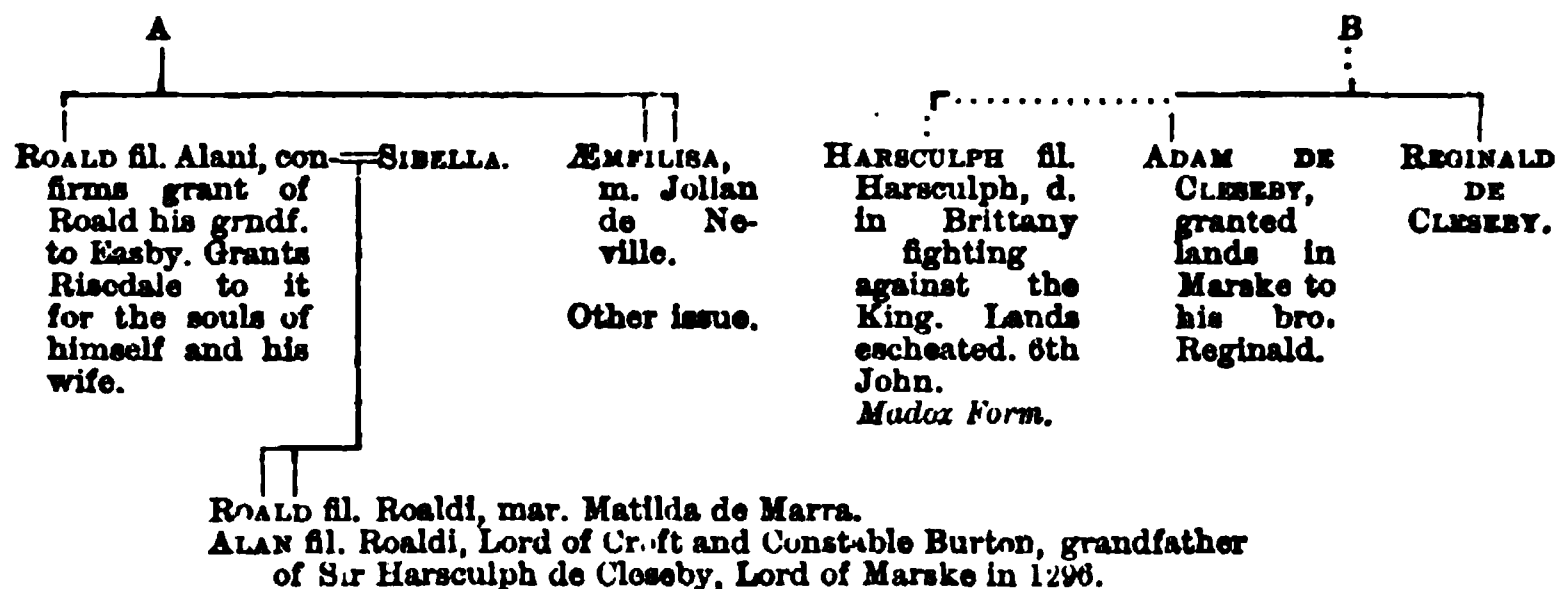 A
B
ROALD fil. Alani, con-
firms grant of
Roald his grndf.
to Easby. Grants
Risedale to it
for the souls of
himself and his
wife.
SIBELLA.
ÆMFILISA,
m. Jollan
de Ne-
ville.
Other issue.
HARSCULPH fil.
Harsculph, d.
in Brittany
fighting
against the
King. Lands
escheated. 6th
John.
Madox Form.
ADAM DE
CLESEBY,
granted
lands in
Marske to
his bro.
Reginald.
REGINALD
DE
CLESEBY.
ROALD fil. Roaldi, mar. Matilda de Marra.
ALAN fil. Roaldi, Lord of Croft and Constable Burton, grandfather
of Sir Harsculph de Cleseby, Lord of Marske in 1296.